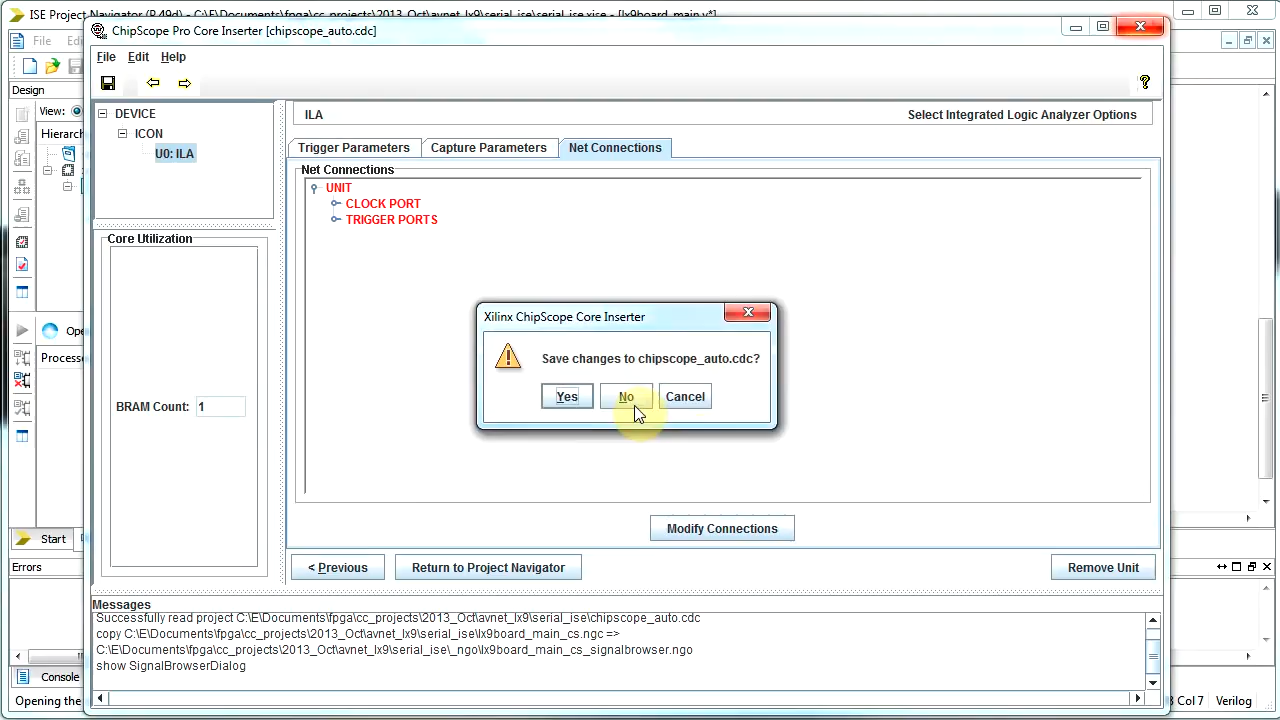 ISE Project Navigator (P.49d) - C:\E\Documents\fpga\cc_projects\2013_Oct\avnet_lx9\serial_ise\serial_ise.xise - [lx9board_main.v*]
ChipScope Pro Core Inserter [chipscope_auto.cdc]
File Edi
File Edit Help
?
Design
View:
Hierarch
DEVICE
ICON
U0: ILA
ILA
Select Integrated Logic Analyzer Options
Trigger Parameters
Capture Parameters
Net Connections
Net Connections
UNIT
CLOCK PORT
TRIGGER PORTS
Core Utilization
BRAM Count: 1
Ope
Processe
Xilinx ChipScope Core Inserter
Save changes to chipscope_auto.cdc?
Yes No Cancel
Modify Connections
< Previous
Return to Project Navigator
Remove Unit
Start
Errors
Messages
Successfully read project C:\E\Documents\fpga\cc_projects\2013_Oct\avnet_lx9\serial_ise\chipscope_auto.cdc
copy C:\E\Documents\fpga\cc_projects\2013_Oct\avnet_lx9\serial_ise\lx9board_main_cs.ngc =>
C:\E\Documents\fpga\cc_projects\2013_Oct\avnet_lx9\serial_ise\_ngo\lx9board_main_cs_signalbrowser.ngo
show SignalBrowserDialog
Console
Opening the
Col 7 Verilog